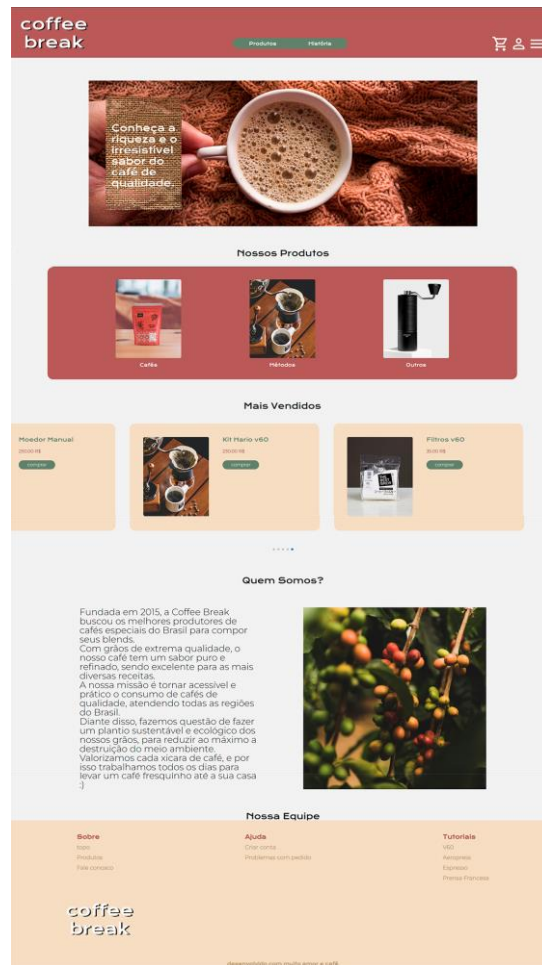 coffee
break
Produtos História
Conheça a
riqueza e o
irresistível
sabor do
café de
qualidade.
Nossos Produtos
Cafés Métodos Outros
Mais Vendidos
Moedor Manual
comprar
Kit Hario v60
comprar
Filtros v60
comprar
Quem Somos?
Fundada em 2015, a Coffee Break
buscou os melhores produtores de
cafés especiais do Brasil para compor
seus blends.
Com grãos de extrema qualidade, o
nosso café tem um sabor puro e
refinado, sendo excelente para as mais
diversas receitas.
A nossa missão é tornar acessível e
prático o consumo de cafés de
qualidade, atendendo todas as regiões
do Brasil.
Diante disso, fazemos questão de fazer
um plantio sustentável e ecológico dos
nossos grãos, para reduzir ao máximo a
destruição do meio ambiente.
Valorizamos cada xicara de café, e por
isso trabalhamos todos os dias para
levar um café fresquinho até a sua casa
:)
Nossa Equipe
Sobre Ajuda Tutoriais
topo Criar conta V60
Produtos Problemas com pedido Aeropress
Fale conosco Espresso
Prensa Francesa
coffee
break